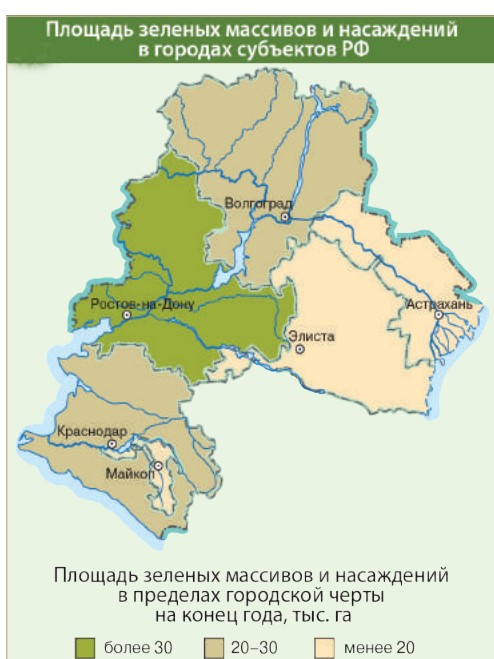 Площадь зеленых массивов и насаждений
в городах субъектов РФ
Волгоград
Ростов-на-Дону
Астрахань
Элиста
Краснодар
Майкоп
Площадь зеленых массивов и насаждений
в пределах городской черты
на конец года, тыс. га
более 30 20–30 менее 20